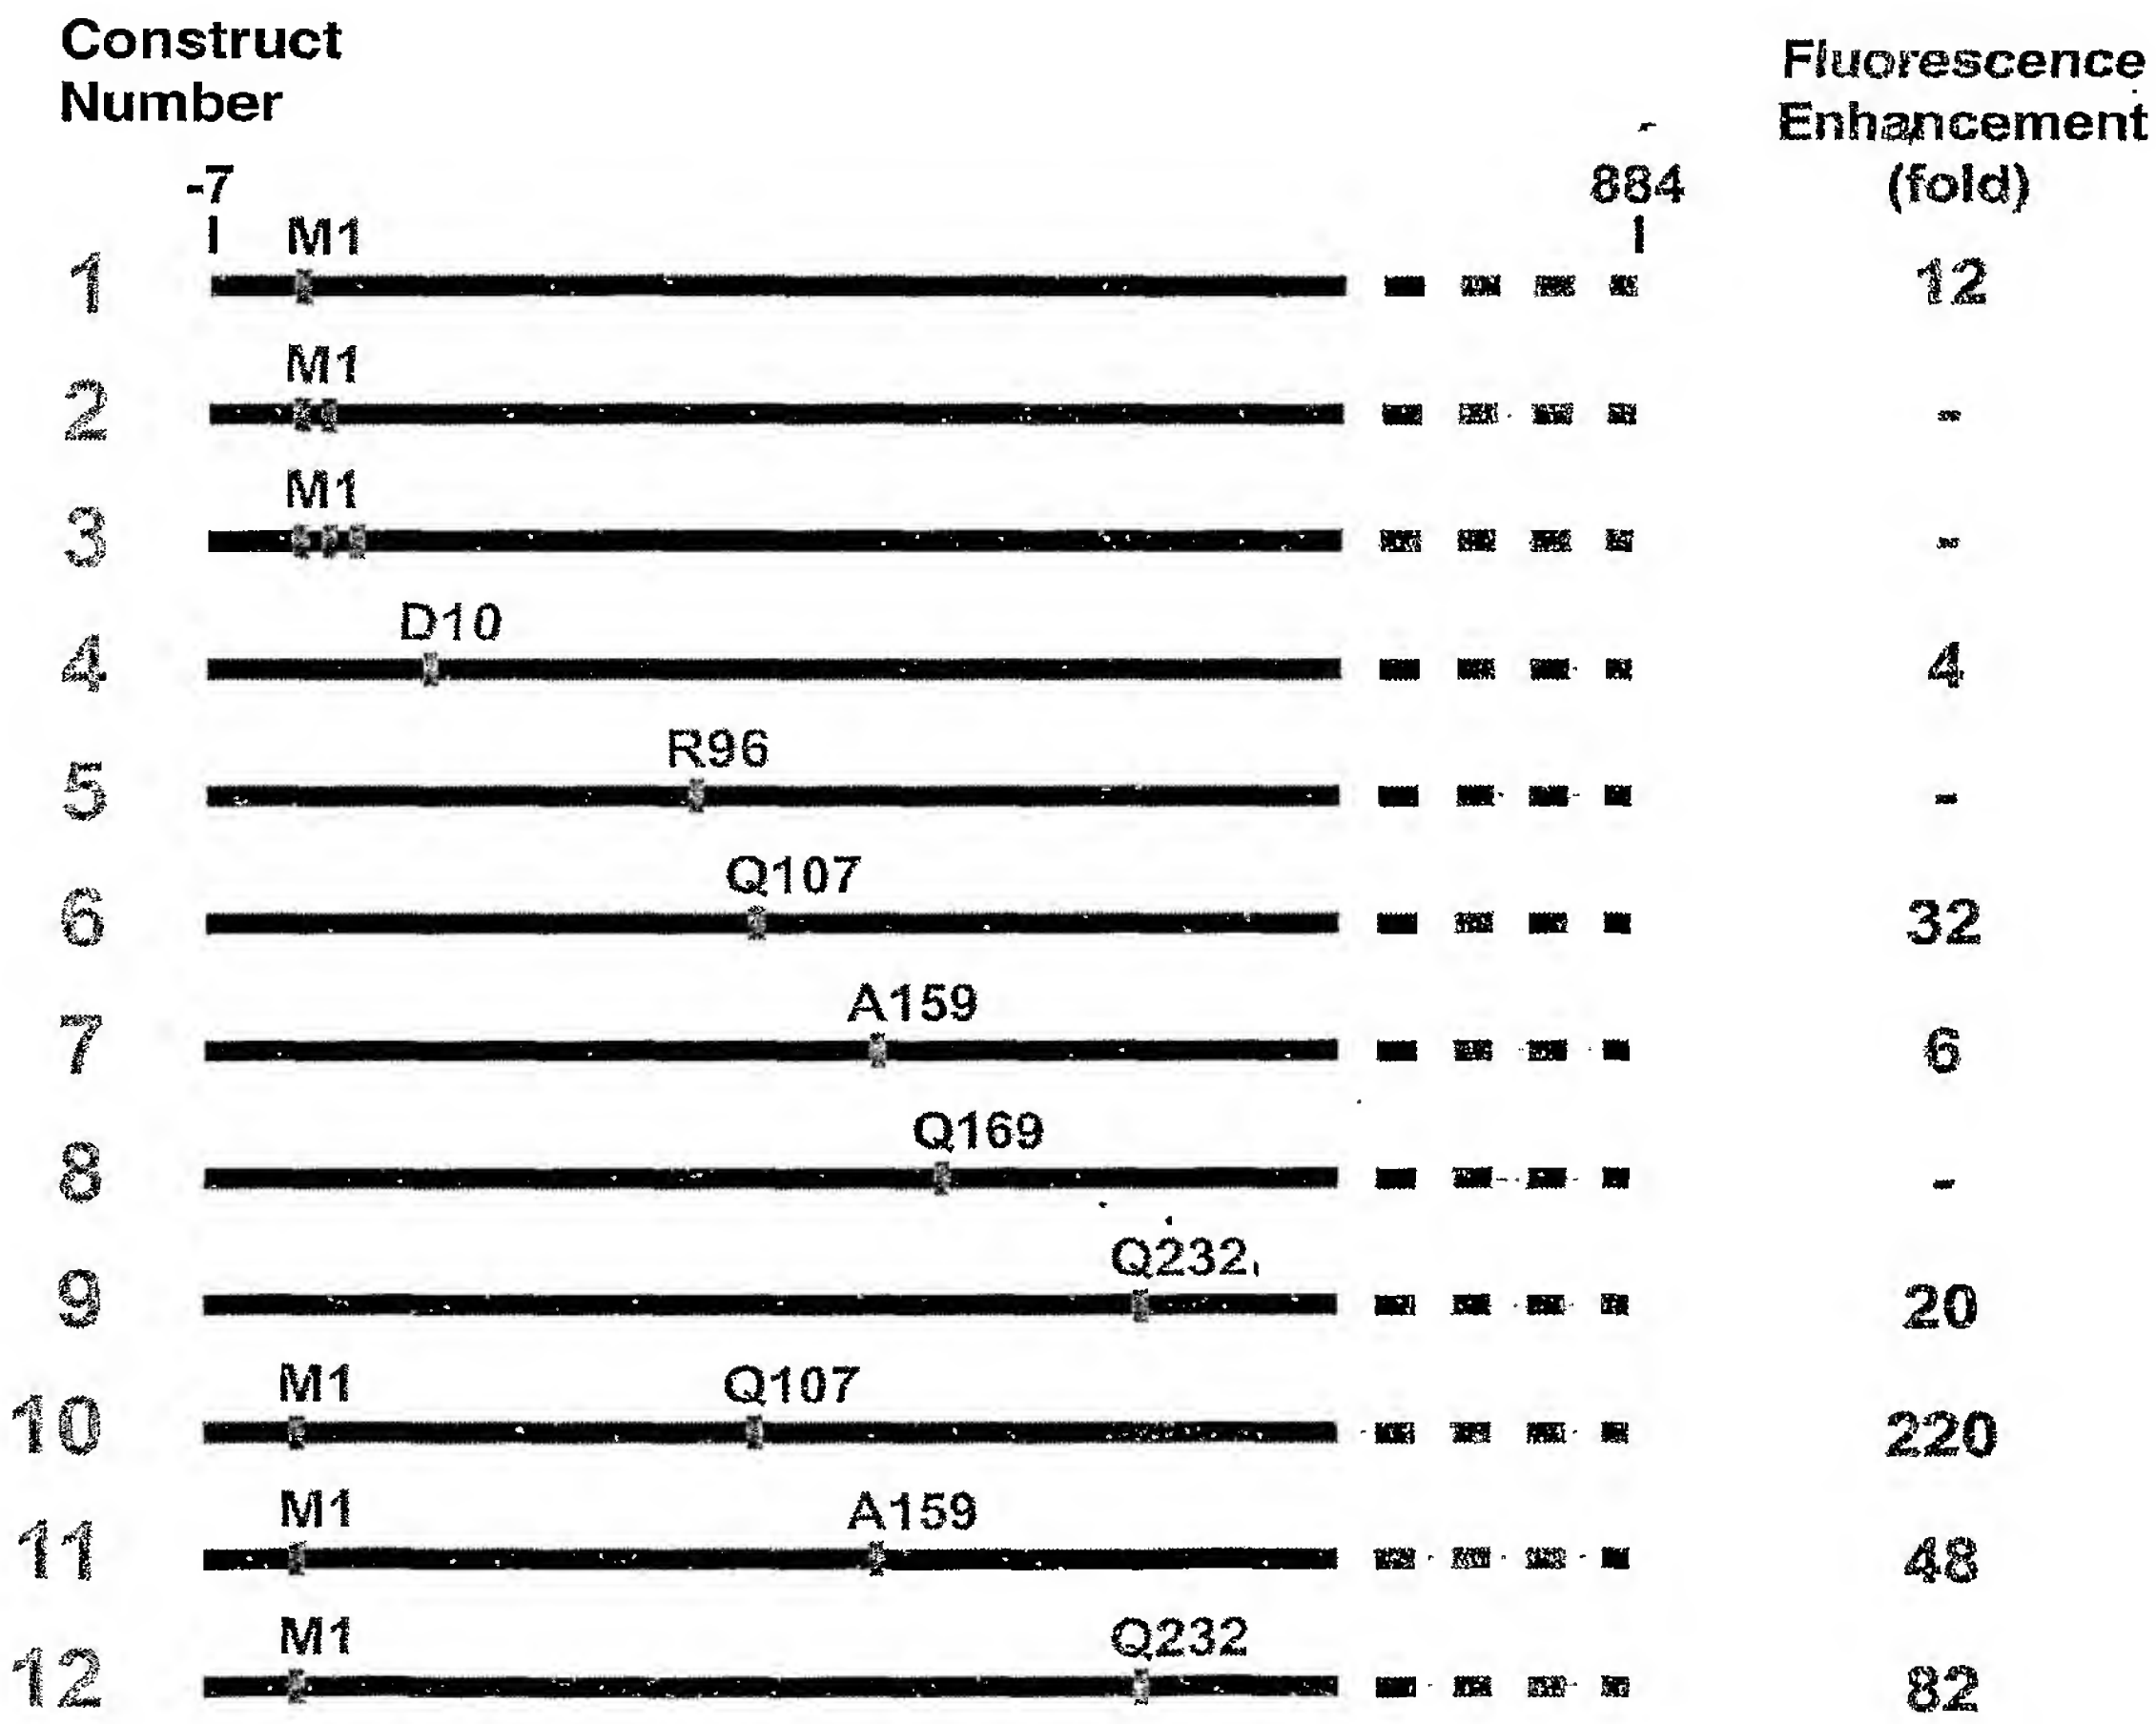 Construct
Number
Fluorescence
Enhancement
(fold)
-7
884
M1
1
12
M1
2
-
M1
3
-
D10
4
4
R96
5
-
Q107
6
32
A159
7
6
Q169
8
-
Q232
9
20
M1 Q107
10
220
M1 A159
11
48
M1 Q232
12
82